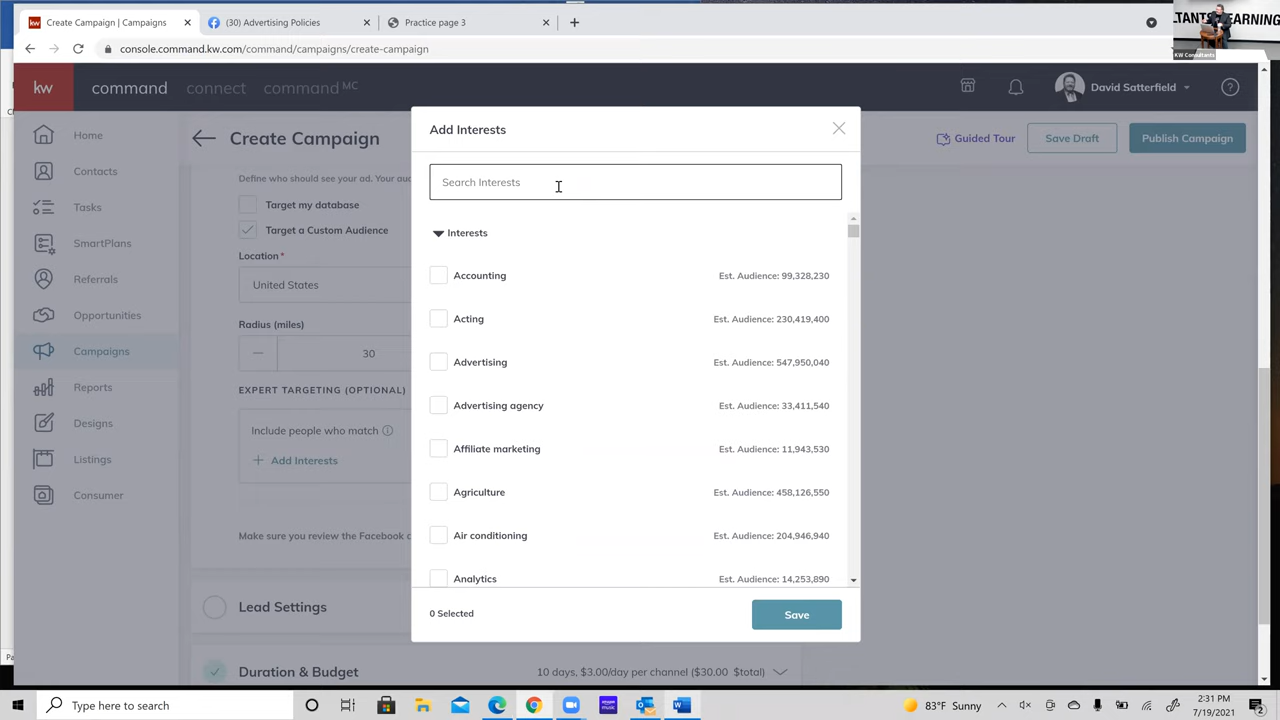 Create Campaign | Campaigns
(30) Advertising Policies
Practice page 3
console.command.kw.com/command/campaigns/create-campaign
KW Consultants
kw
command
connect
command MC
David Satterfield
Home
Contacts
Tasks
SmartPlans
Referrals
Opportunities
Campaigns
Reports
Designs
Listings
Consumer
Create Campaign
Guided Tour
Save Draft
Publish Campaign
Define who should see your ad. Your au
Target my database
Target a Custom Audience
Location *
United States
Radius (miles)
30
EXPERT TARGETING (OPTIONAL)
Include people who match
+ Add Interests
Make sure you review the Facebook
Lead Settings
Duration & Budget
10 days, $3.00/day per channel ($30.00 $total)
Add Interests
Search Interests
Interests
Accounting Est. Audience: 99,328,230
Acting Est. Audience: 230,419,400
Advertising Est. Audience: 547,950,040
Advertising agency Est. Audience: 33,411,540
Affiliate marketing Est. Audience: 11,943,530
Agriculture Est. Audience: 458,126,550
Air conditioning Est. Audience: 204,946,940
Analytics Est. Audience: 14,253,890
0 Selected
Save
Type here to search
83°F Sunny
2:31 PM
7/19/2021